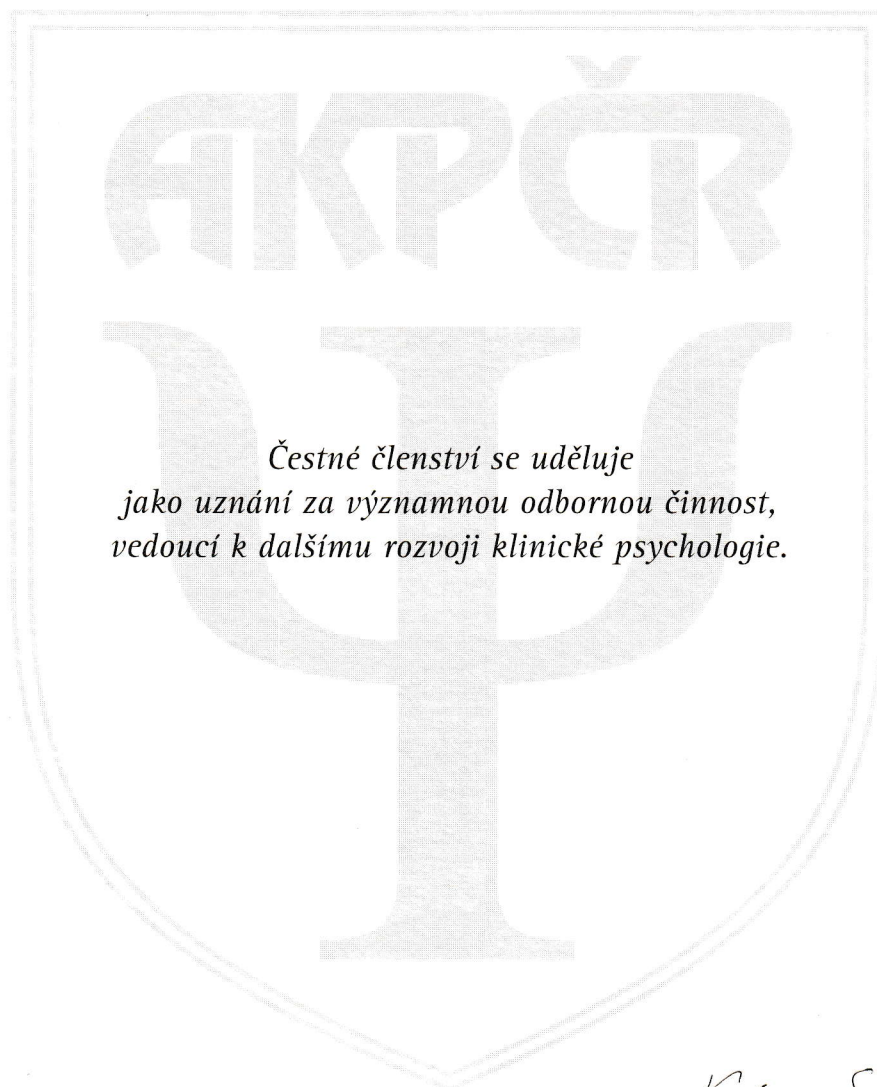 AKPČR
Čestné členství se uděluje
jako uznání za významnou odbornou činnost,
vedoucí k dalšímu rozvoji klinické psychologie.